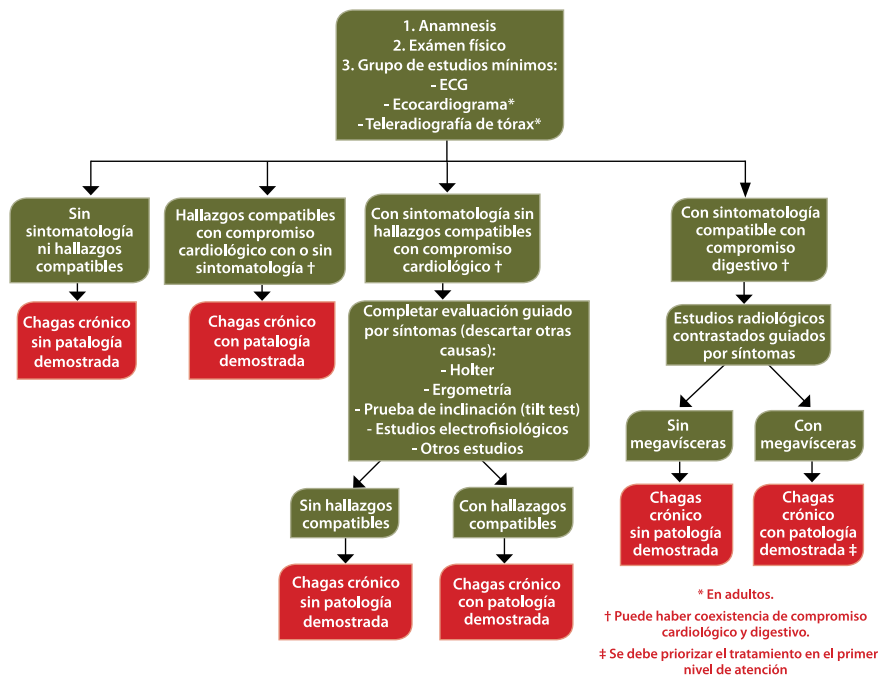 1. Anamnesis
2. Exámen físico
3. Grupo de estudios mínimos:
- ECG
- Ecocardiograma*
- Teleradiografía de tórax*
Sin
sintomatología
ni hallazgos
compatibles
Hallazgos compatibles
con compromiso
cardiológico con o sin
sintomatología †
Con sintomatología sin
hallazgos compatibles
con compromiso
cardiológico †
Con sintomatología
compatible con
compromiso
digestivo †
Chagas crónico
sin patalogía
demostrada
Chagas crónico
con patalogía
demostrada
Completar evaluación guiado
por síntomas (descartar otras
causas):
- Holter
- Ergometría
- Prueba de inclinación (tilt test)
- Estudios electrofisiológicos
- Otros estudios
Estudios radiológicos
contrastados guiados
por síntomas
Sin
megavísceras
Con
megavísceras
Sin hallazgos
compatibles
Con hallazagos
compatibles
Chagas
crónico
sin patología
demostrada
Chagas
crónico
con patología
demostrada ‡
Chagas crónico
sin patología
demostrada
Chagas crónico
con patología
demostrada
* En adultos.
† Puede haber coexistencia de compromiso
cardiológico y digestivo.
‡ Se debe priorizar el tratamiento en el primer
nivel de atención